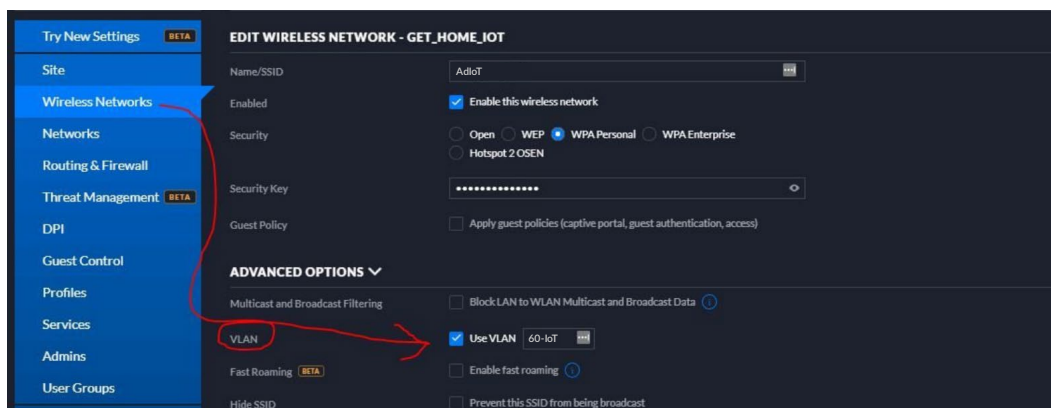 Try New Settings BETA
Site
Wireless Networks
Networks
Routing & Firewall
Threat Management BETA
DPI
Guest Control
Profiles
Services
Admins
User Groups
EDIT WIRELESS NETWORK - GET_HOME_IOT
Name/SSID AdIoT
Enabled Enable this wireless network
Security Open WEP WPA Personal WPA Enterprise
Hotspot 2 OSEN
Security Key ••••••••••••••
Guest Policy Apply guest policies (captive portal, guest authentication, access)
ADVANCED OPTIONS
Multicast and Broadcast Filtering Block LAN to WLAN Multicast and Broadcast Data
VLAN Use VLAN 60-IoT
Fast Roaming BETA Enable fast roaming
Hide SSID Prevent this SSID from being broadcast